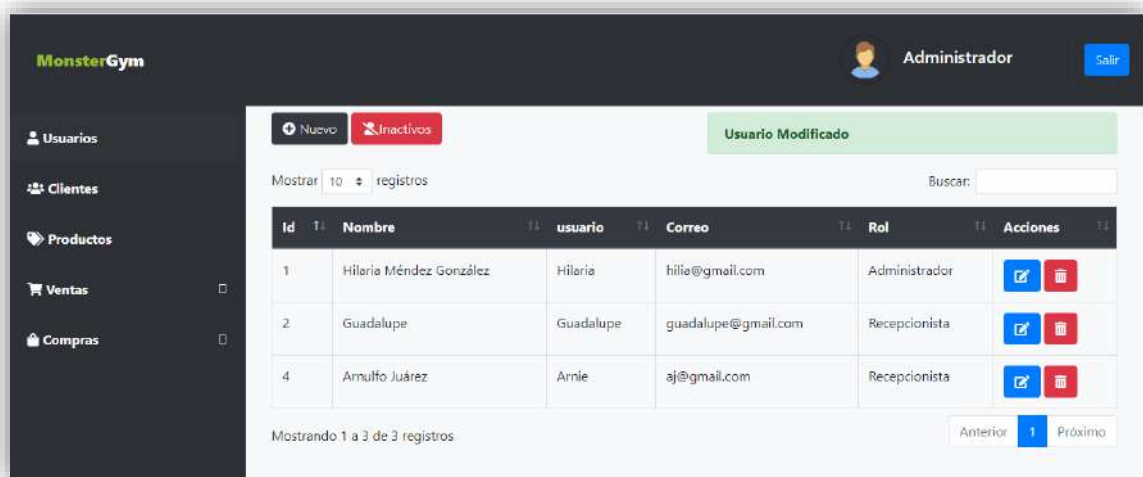 MonsterGym
Administrador
Salir
Usuarios
Clientes
Productos
Ventas
Compras
Nuevo
Inactivos
Usuario Modificado
Mostrar 10 registros
Buscar:
Id Nombre usuario Correo Rol Acciones
1 Hilaria Méndez González Hilaria hilia@gmail.com Administrador
2 Guadalupe Guadalupe guadalupe@gmail.com Recepcionista
4 Arnulfo Juárez Arnie aj@gmail.com Recepcionista
Mostrando 1 a 3 de 3 registros
Anterior 1 Próximo